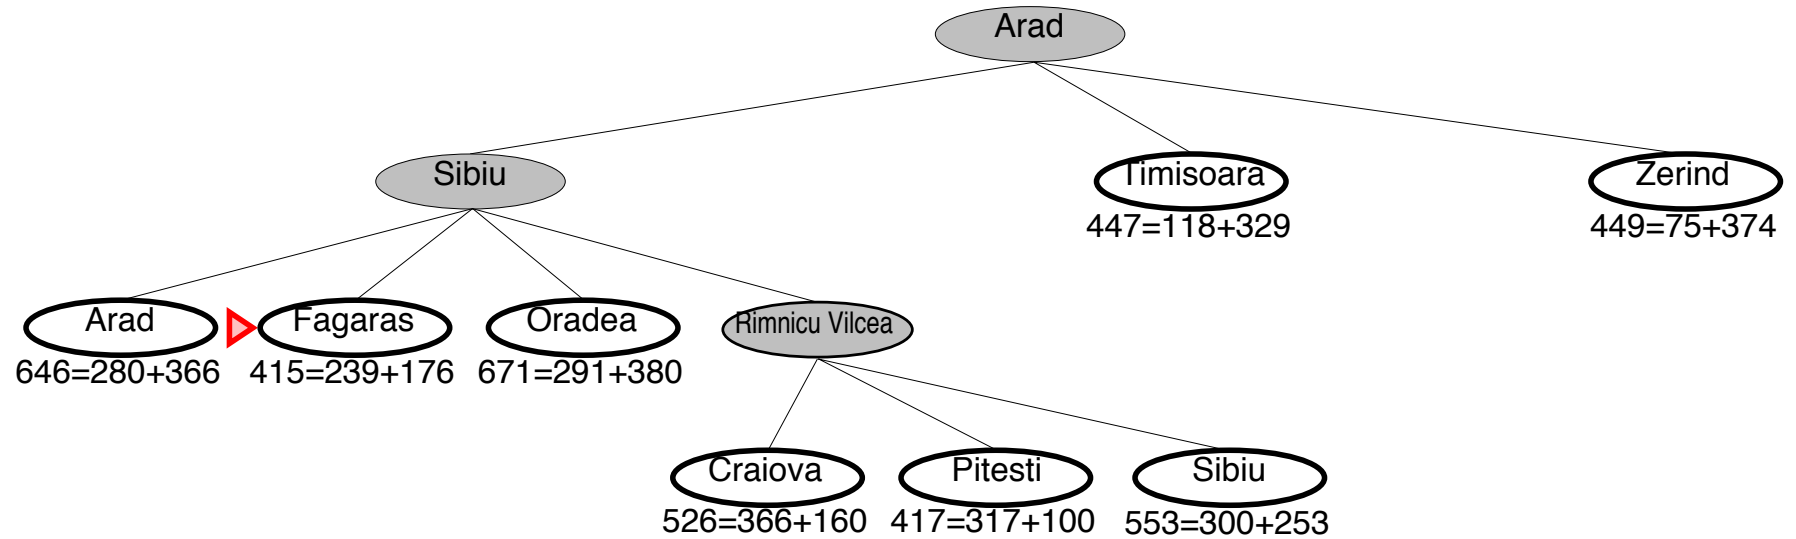 Arad
Sibiu
Timisoara
Zerind
447=118+329
449=75+374
Arad
Fagaras
Oradea
Rimnicu Vilcea
646=280+366
415=239+176
671=291+380
Craiova
Pitesti
Sibiu
526=366+160
417=317+100
553=300+253